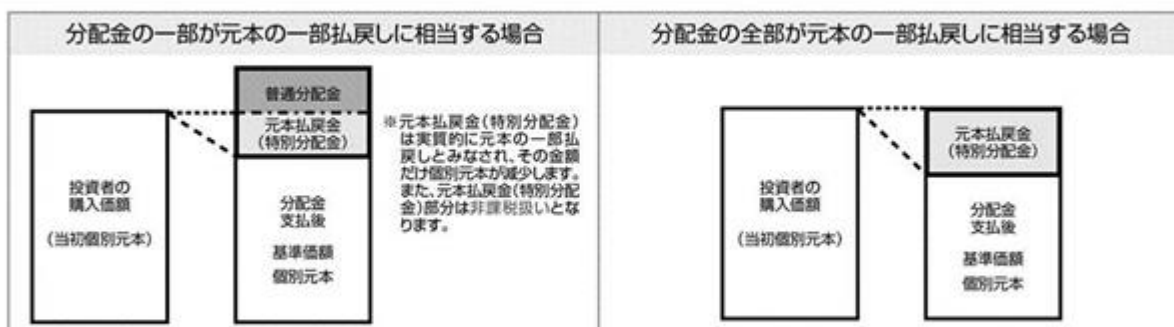 分配金の一部が元本の一部払戻しに相当する場合
普通分配金
元本払戻金
(特別分配金)
投資者の
購入価額
(当初個別元本)
分配金
支払後
基準価額
個別元本
※元本払戻金(特別分配金)
は実質的に元本の一部払
戻しとみなされ、その金額
だけ個別元本が減少します。
また、元本払戻金(特別分配
金)部分は非課税扱いとな
ります。
分配金の全部が元本の一部払戻しに相当する場合
元本払戻金
(特別分配金)
投資者の
購入価額
(当初個別元本)
分配金
支払後
基準価額
個別元本